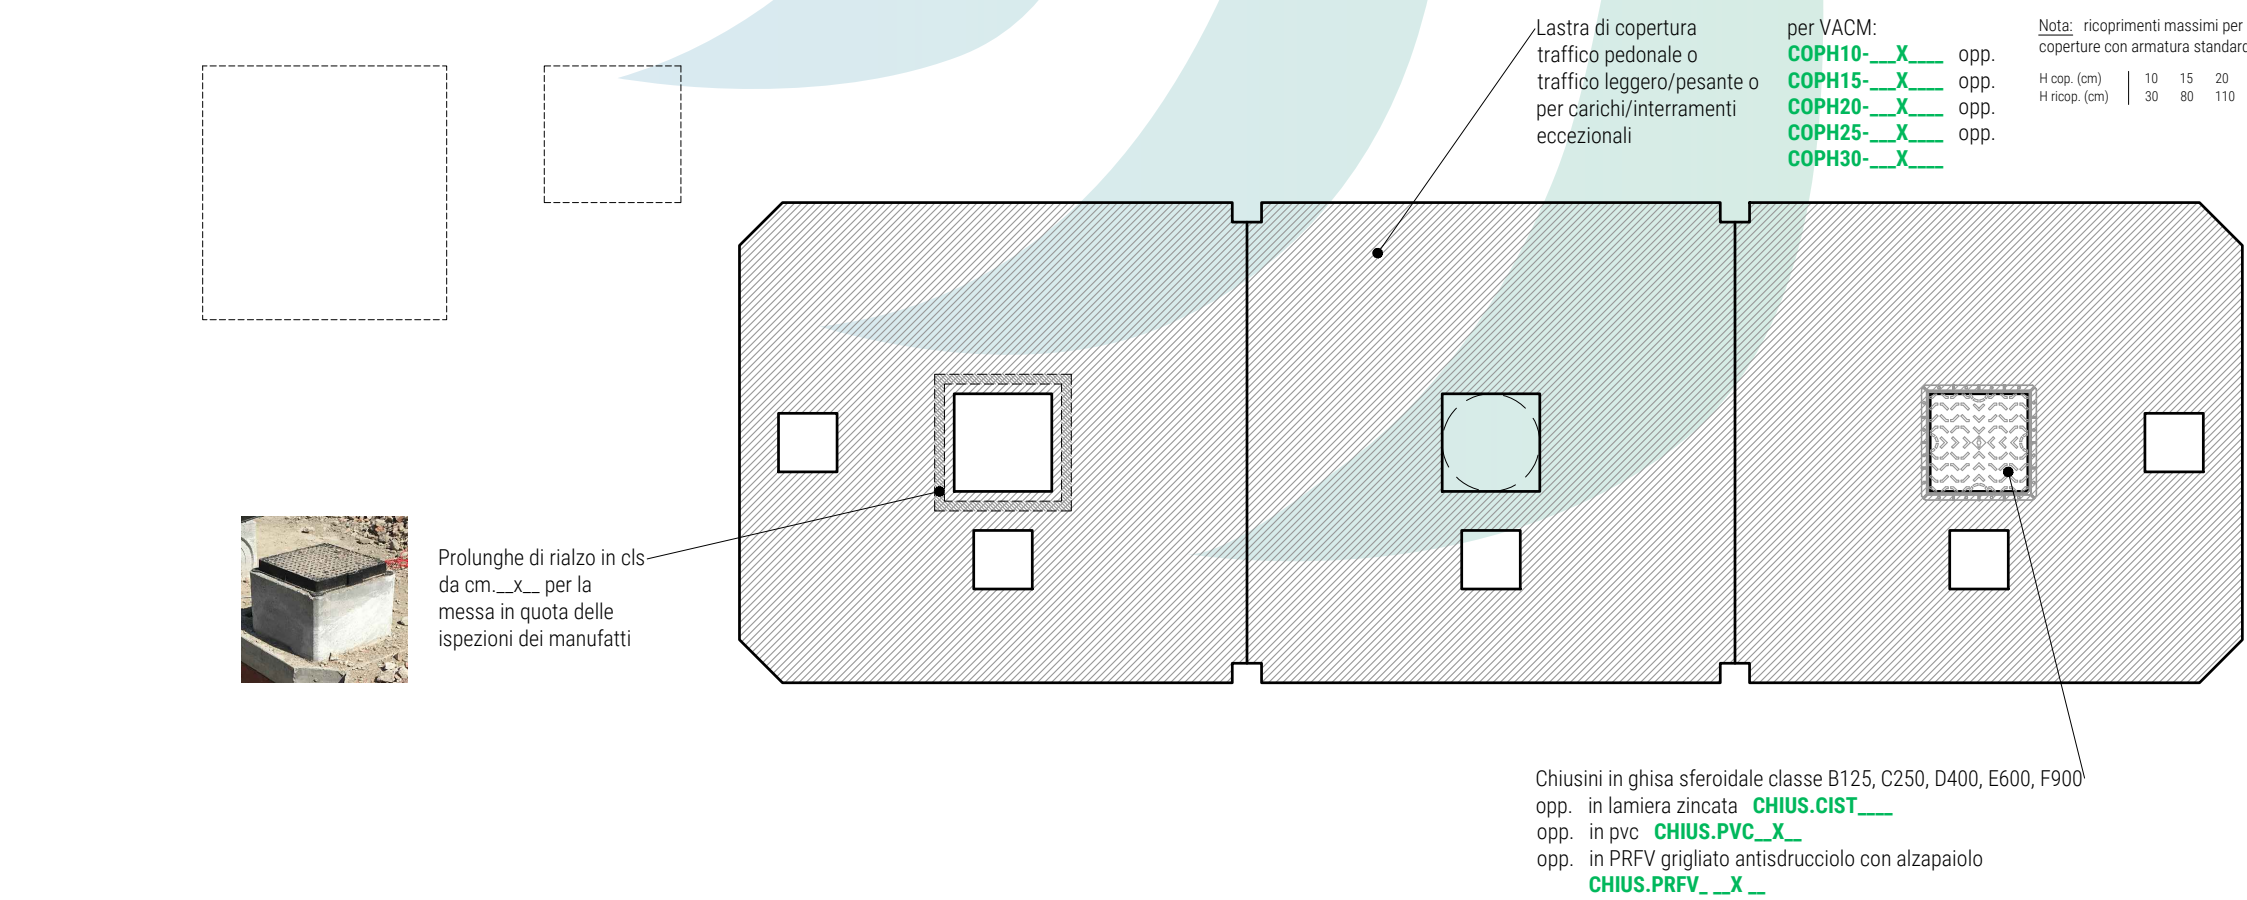 Lastra di copertura
traffico pedonale o
traffico leggero/pesante o
per carichi/interramenti
eccezionali
per VACM:
COPH10-___X____ opp.
COPH15-___X____ opp.
COPH20-___X____ opp.
COPH25-___X____ opp.
COPH30-___X____
Nota: ricoprimenti massimi per
coperture con armatura standard
H cop. (cm) 10 15 20
H ricop. (cm) 30 80 110
Prolunghe di rialzo in cls
da cm.__x__ per la
messa in quota delle
ispezioni dei manufatti
Chiusini in ghisa sferoidale classe B125, C250, D400, E600, F900
opp. in lamiera zincata CHIUS.CIST____
opp. in pvc CHIUS.PVC__X__
opp. in PRFV grigliato antisdrucciolo con alzapaiolo
CHIUS.PRFV_ __X __